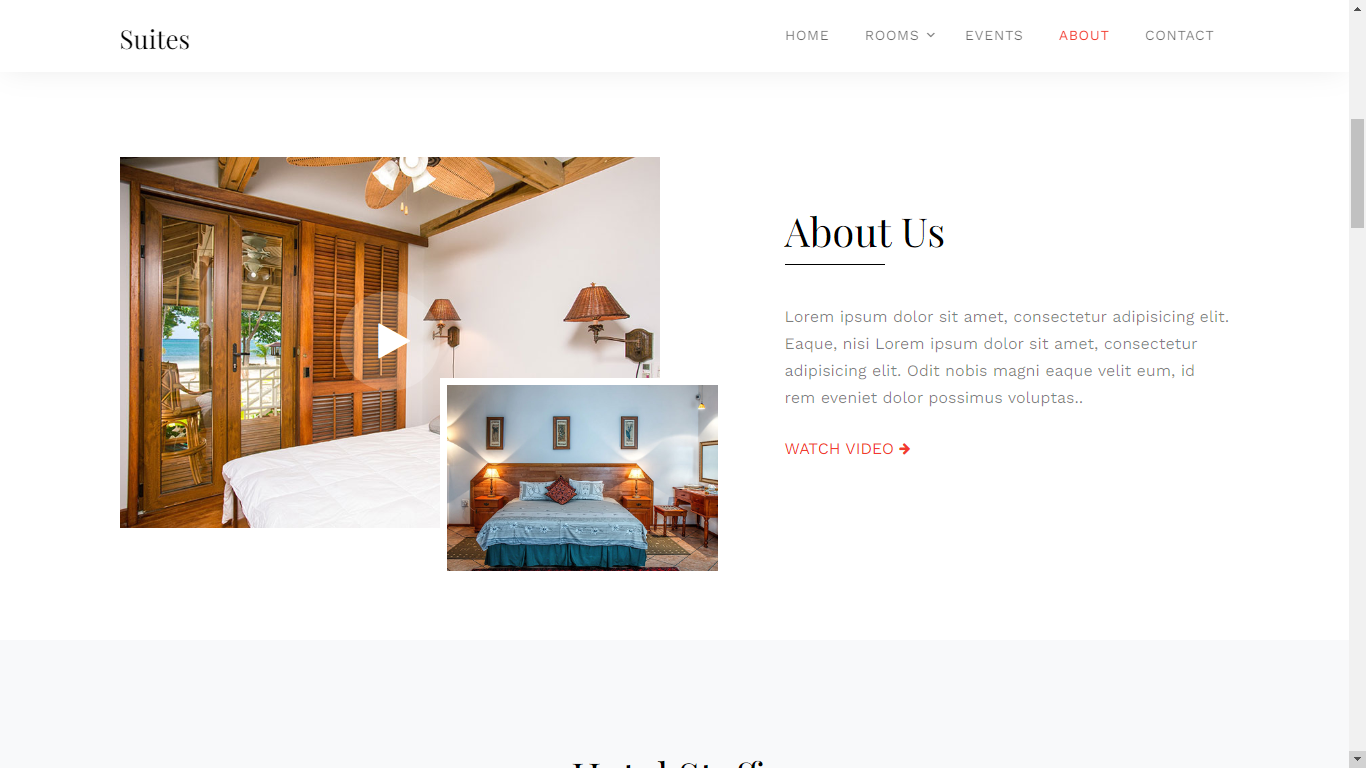 Suites
HOME
ROOMS
EVENTS
ABOUT
CONTACT
About Us
Lorem ipsum dolor sit amet, consectetur adipisicing elit.
Eaque, nisi Lorem ipsum dolor sit amet, consectetur
adipisicing elit. Odit nobis magni eaque velit eum, id
rem eveniet dolor possimus voluptas..
WATCH VIDEO
Hotel Staff